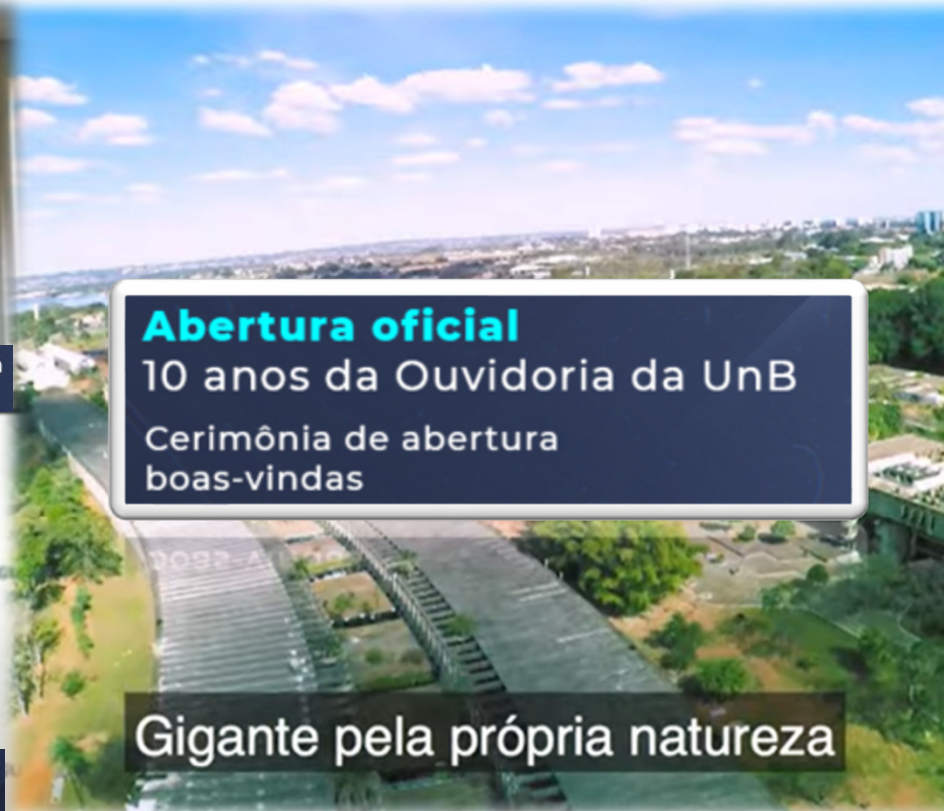 Abertura oficial
10 anos da Ouvidoria da UnB
Cerimônia de abertura
boas-vindas
Gigante pela própria natureza